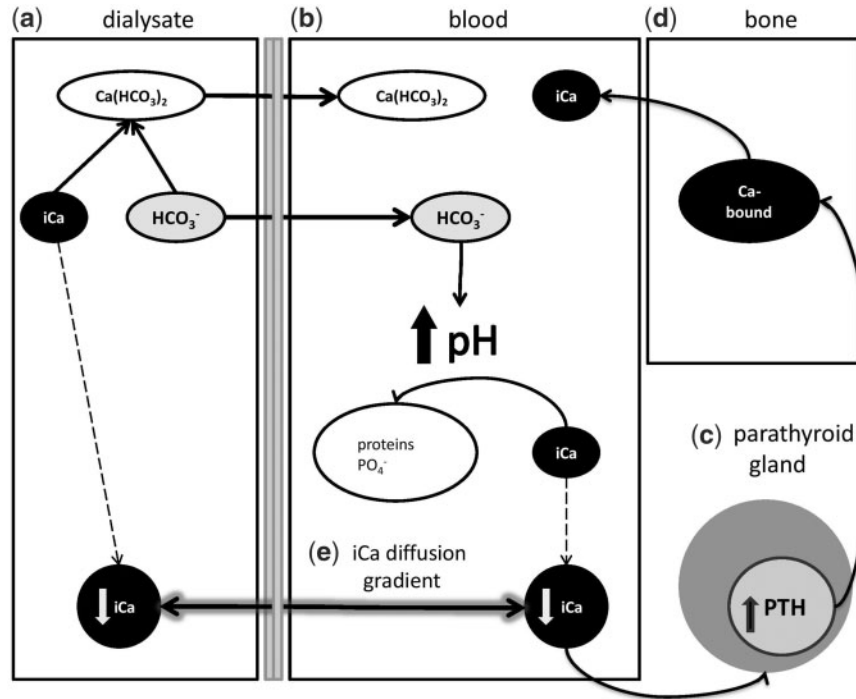 (a) dialysate
(b) blood
(d) bone
Ca(HCO3)2
Ca(HCO3)2
iCa
iCa
HCO3-
HCO3-
Ca-
bound
pH
proteins
PO4-
iCa
(c) parathyroid
gland
(e) iCa diffusion
gradient
iCa
iCa
PTH